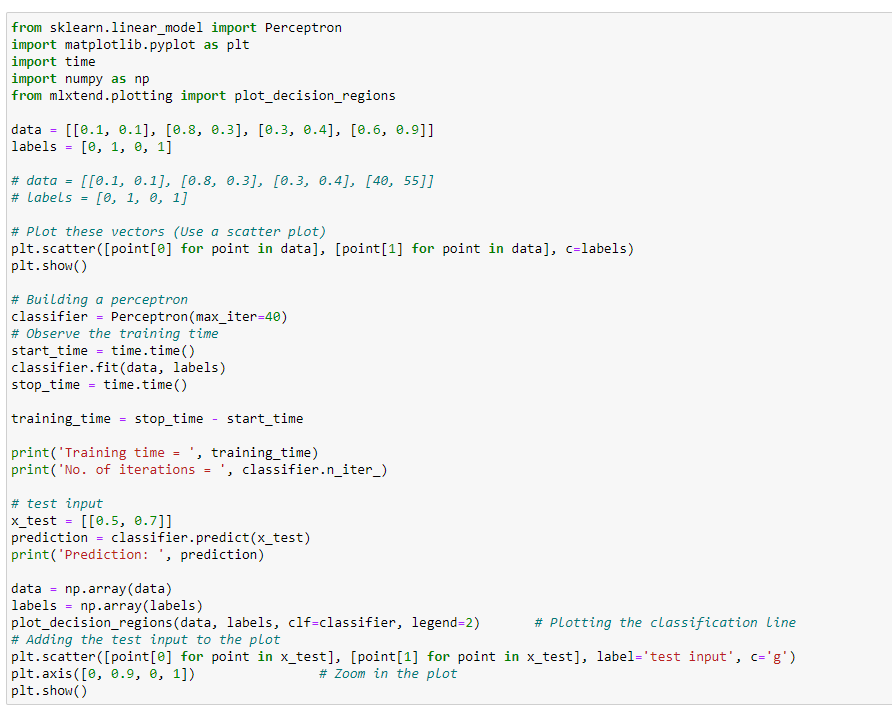 from sklearn.linear_model import Perceptron
import matplotlib.pyplot as plt
import time
import numpy as np
from mlxtend.plotting import plot_decision_regions

data = [[0.1, 0.1], [0.8, 0.3], [0.3, 0.4], [0.6, 0.9]]
labels = [0, 1, 0, 1]

# data = [[0.1, 0.1], [0.8, 0.3], [0.3, 0.4], [40, 55]]
# labels = [0, 1, 0, 1]

# Plot these vectors (Use a scatter plot)
plt.scatter([point[0] for point in data], [point[1] for point in data], c=labels)
plt.show()

# Building a perceptron
classifier = Perceptron(max_iter=40)
# Observe the training time
start_time = time.time()
classifier.fit(data, labels)
stop_time = time.time()

training_time = stop_time - start_time

print('Training time = ', training_time)
print('No. of iterations = ', classifier.n_iter_)

# test input
x_test = [[0.5, 0.7]]
prediction = classifier.predict(x_test)
print('Prediction: ', prediction)

data = np.array(data)
labels = np.array(labels)
plot_decision_regions(data, labels, clf=classifier, legend=2)       # Plotting the classification line
# Adding the test input to the plot
plt.scatter([point[0] for point in x_test], [point[1] for point in x_test], label='test input', c='g')
plt.axis([0, 0.9, 0, 1])                # Zoom in the plot
plt.show()